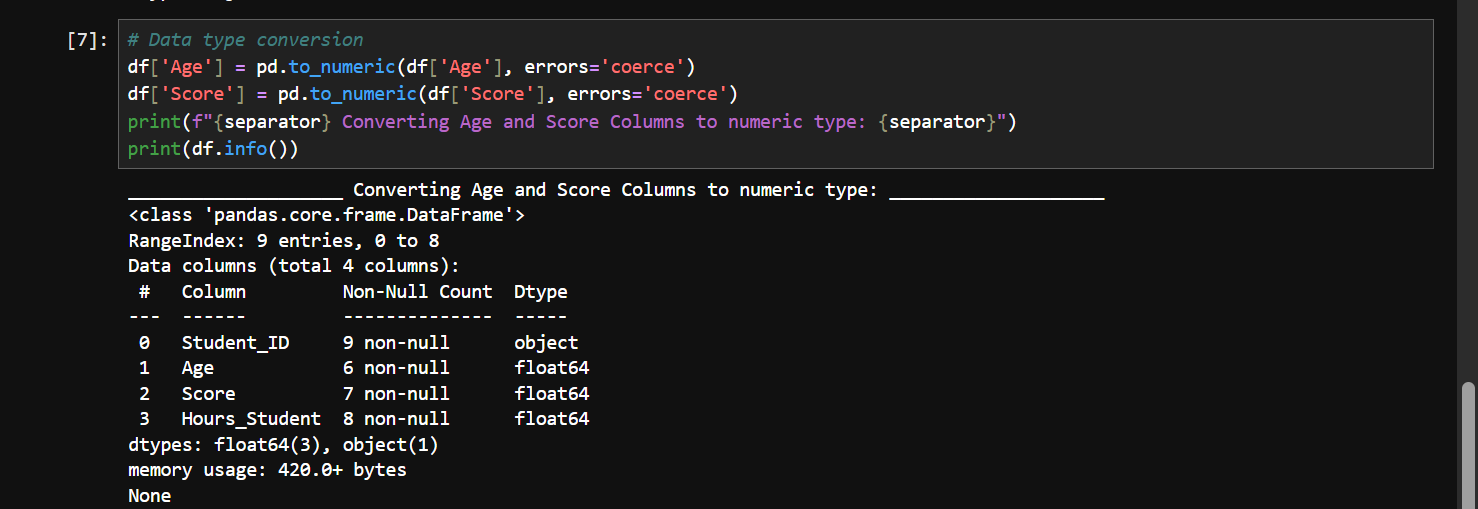 [7]: # Data type conversion
df['Age'] = pd.to_numeric(df['Age'], errors='coerce')
df['Score'] = pd.to_numeric(df['Score'], errors='coerce')
print(f"{separator} Converting Age and Score Columns to numeric type: {separator}")
print(df.info())
____________________ Converting Age and Score Columns to numeric type: ____________________
<class 'pandas.core.frame.DataFrame'>
RangeIndex: 9 entries, 0 to 8
Data columns (total 4 columns):
 #   Column         Non-Null Count  Dtype
---  ------         --------------  -----
 0   Student_ID     9 non-null      object
 1   Age            6 non-null      float64
 2   Score          7 non-null      float64
 3   Hours_Student  8 non-null      float64
dtypes: float64(3), object(1)
memory usage: 420.0+ bytes
None